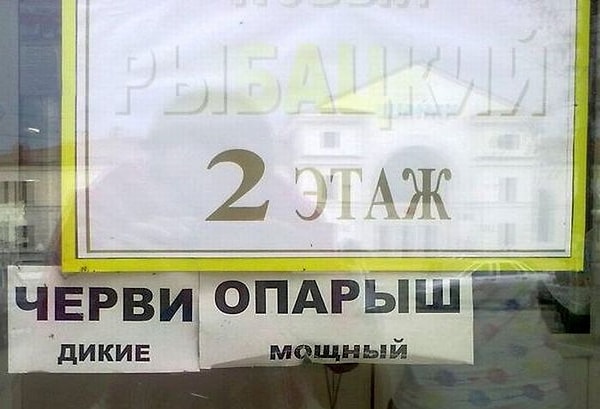 РЫБАЦКИЙ
2 ЭТАЖ
ЧЕРВИ
ДИКИЕ
ОПАРЫШ
МОЩНЫЙ